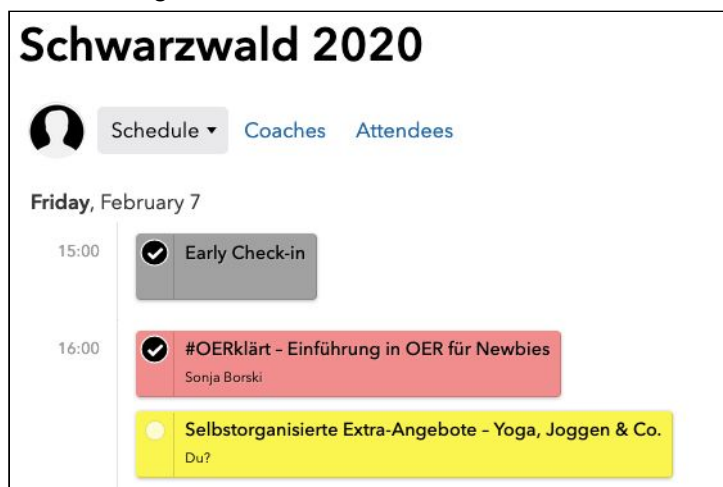 Schwarzwald 2020
Schedule Coaches Attendees
Friday, February 7
15:00 Early Check-in
16:00 #OERklärt – Einführung in OER für Newbies
Sonja Borski
Selbstorganisierte Extra-Angebote – Yoga, Joggen & Co.
Du?